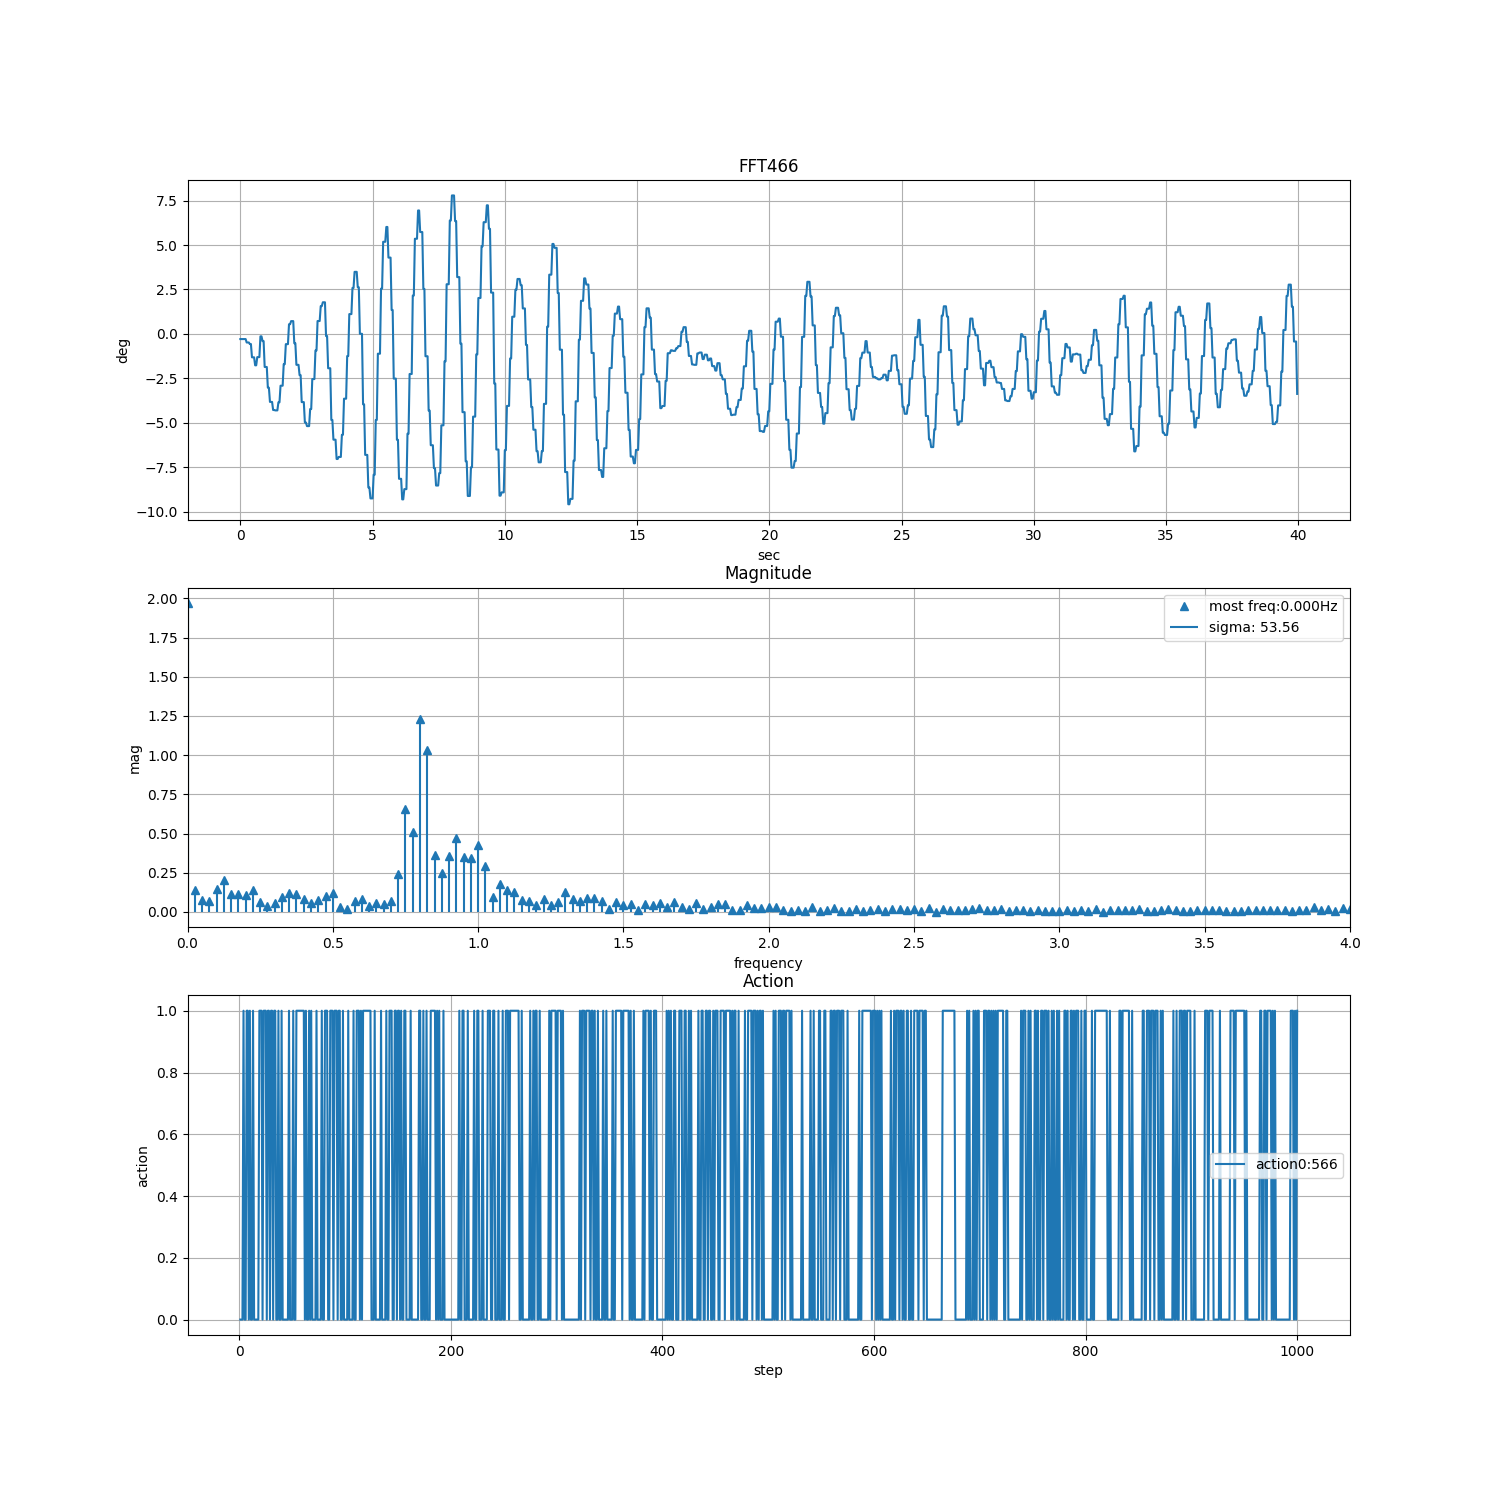 FFT466
7.5
5.0
2.5
0.0
−2.5
−5.0
−7.5
−10.0
deg
0 5 10 15 20 25 30 35 40
sec
Magnitude
2.00
1.75
1.50
1.25
1.00
0.75
0.50
0.25
0.00
mag
most freq:0.000Hz
sigma: 53.56
0.0 0.5 1.0 1.5 2.0 2.5 3.0 3.5 4.0
frequency
Action
1.0
0.8
0.6
0.4
0.2
0.0
action
action0:566
0 200 400 600 800 1000
step